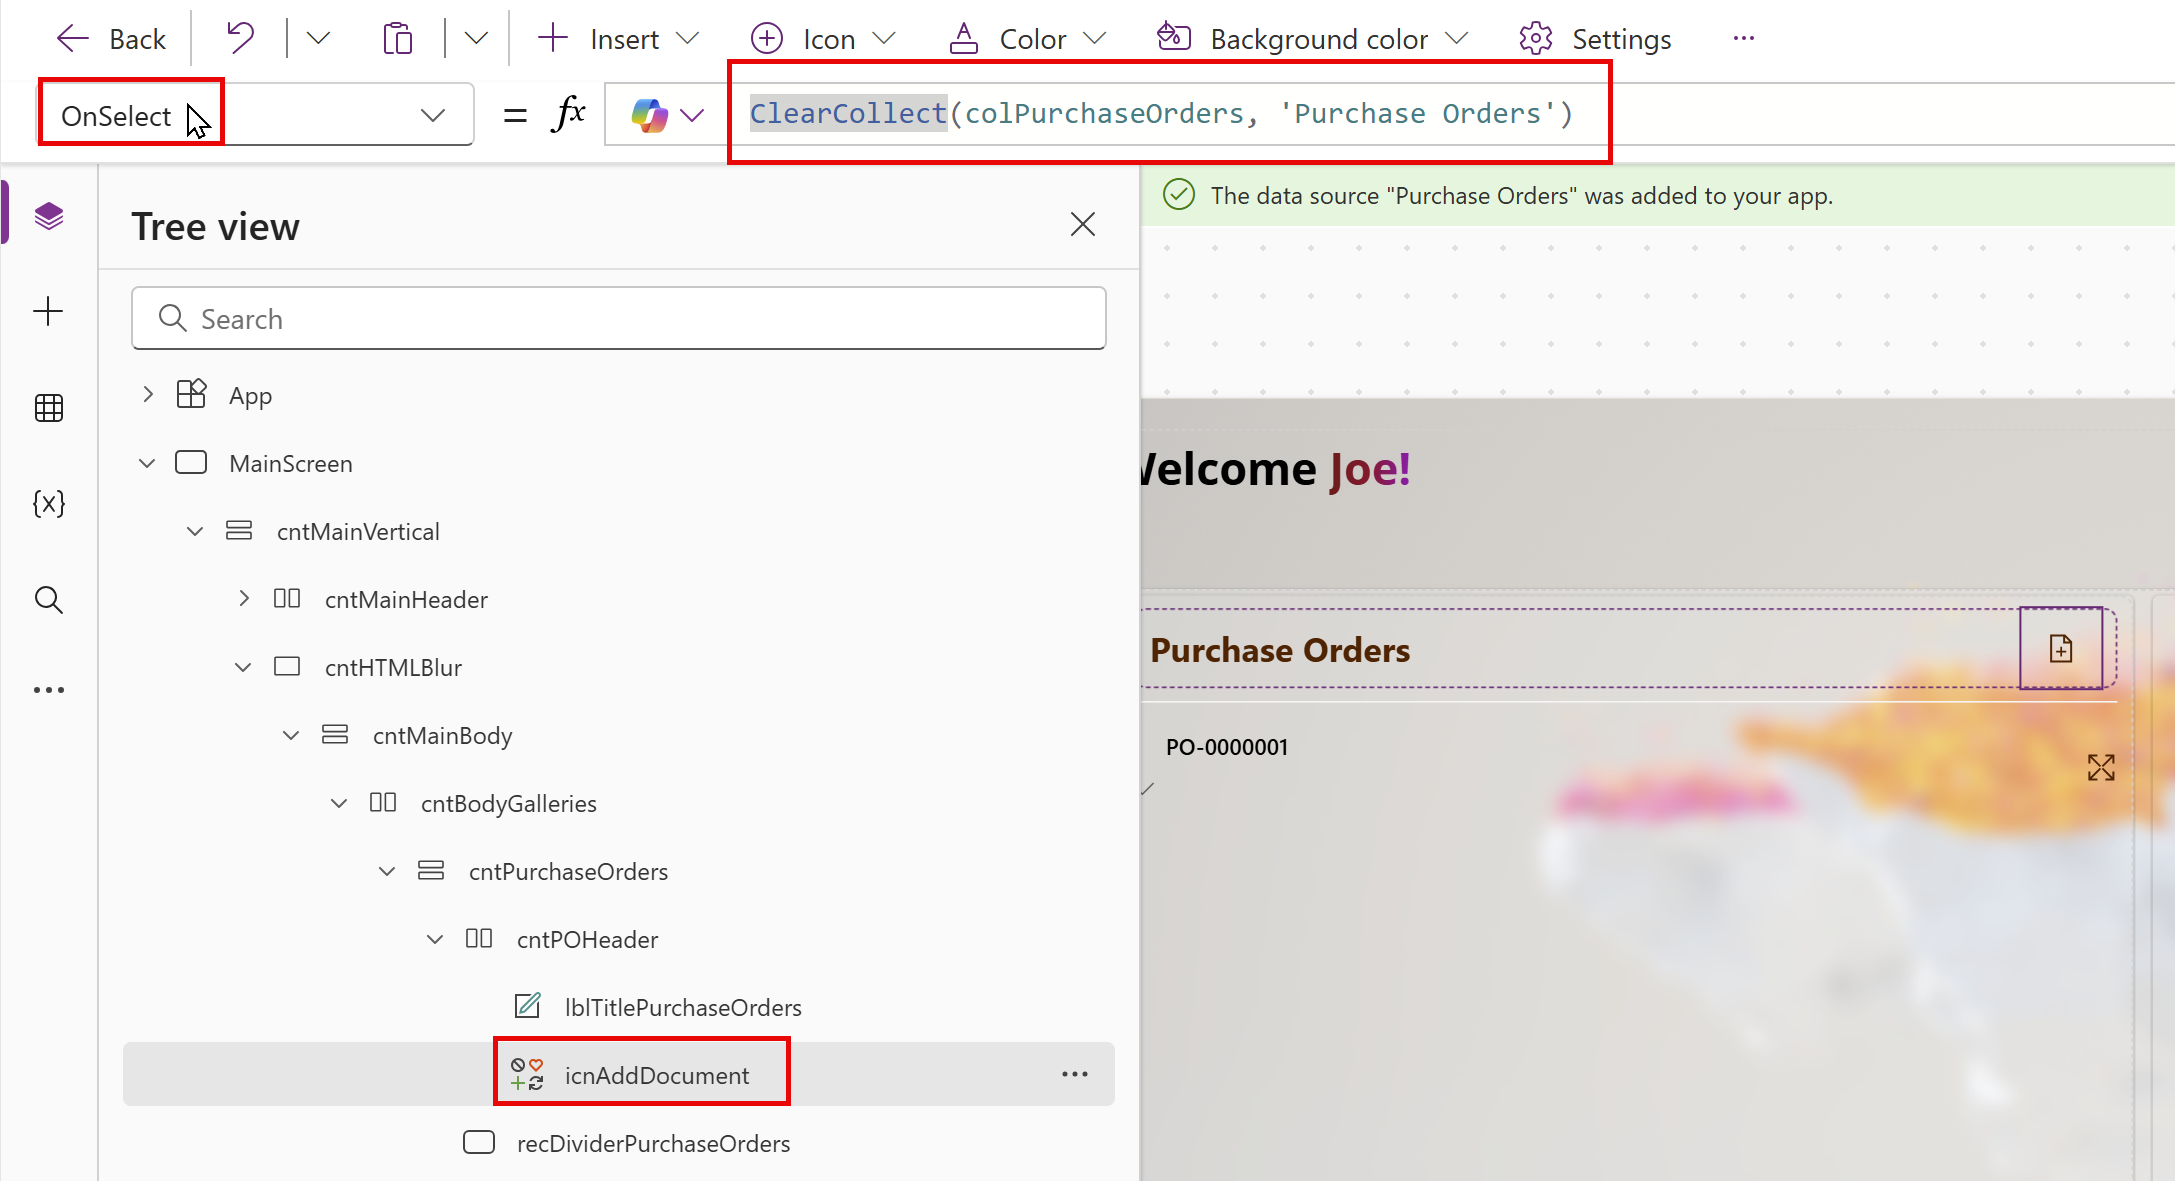 Back
Insert
Icon
Color
Background color
Settings
OnSelect
= fx
ClearCollect(colPurchaseOrders, 'Purchase Orders')
The data source "Purchase Orders" was added to your app.
Tree view
Search
App
MainScreen
cntMainVertical
cntMainHeader
cntHTMLBlur
cntMainBody
cntBodyGalleries
cntPurchaseOrders
cntPOHeader
lblTitlePurchaseOrders
icnAddDocument
recDividerPurchaseOrders
Welcome Joe!
Purchase Orders
PO-0000001